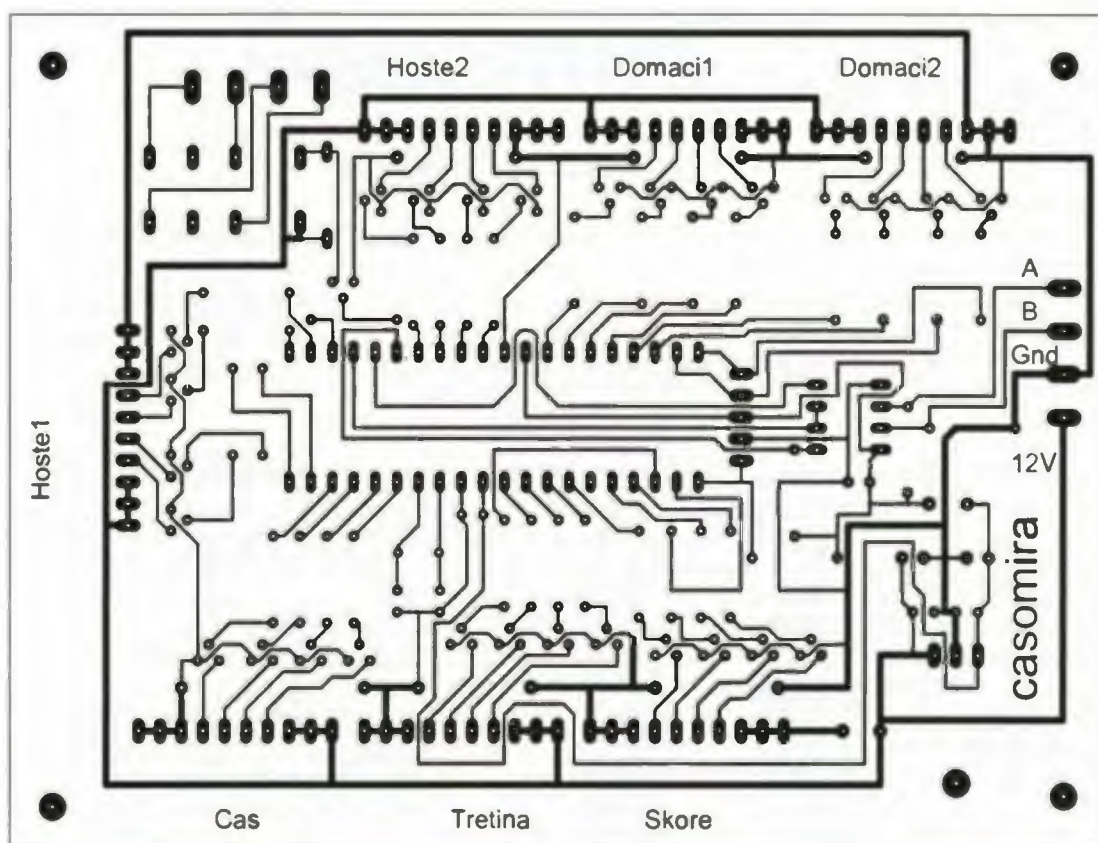 Hoste2
Domaci1
Domaci2
A
B
Gnd
12V
Hoste1
casomira
Cas
Tretina
Skore